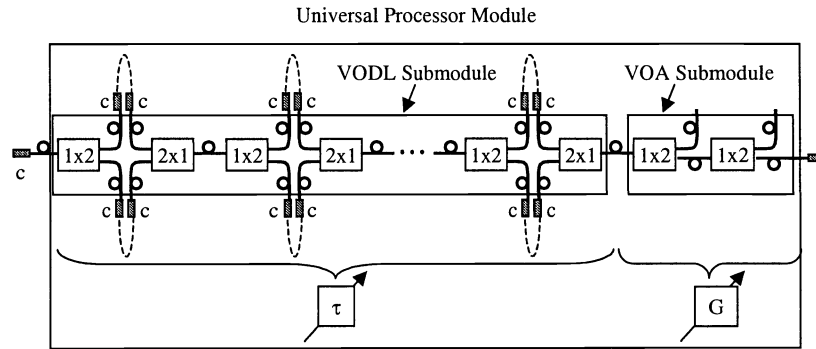 Universal Processor Module
VODL Submodule
VOA Submodule
c c c c c c
1x2 2x1 1x2 2x1 ... 1x2 2x1 1x2 1x2
c
c c c c c c
τ G